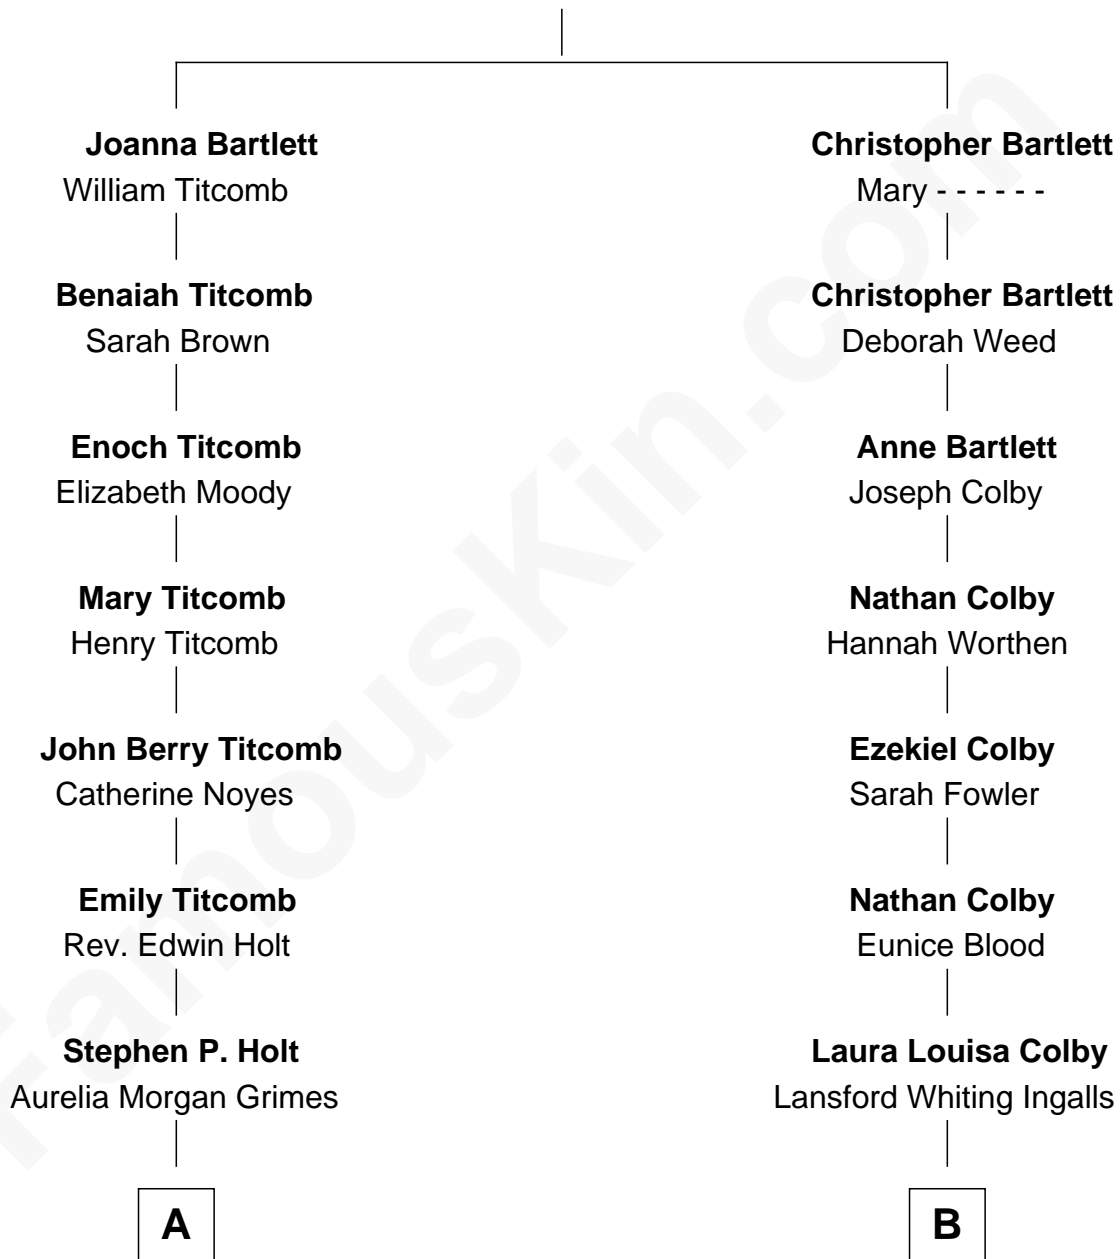 Joanna Bartlett
William Titcomb
Christopher Bartlett
Mary - - - - - -
Benaiah Titcomb
Sarah Brown
Christopher Bartlett
Deborah Weed
Enoch Titcomb
Elizabeth Moody
Anne Bartlett
Joseph Colby
Mary Titcomb
Henry Titcomb
Nathan Colby
Hannah Worthen
John Berry Titcomb
Catherine Noyes
Ezekiel Colby
Sarah Fowler
Emily Titcomb
Rev. Edwin Holt
Nathan Colby
Eunice Blood
Stephen P. Holt
Aurelia Morgan Grimes
Laura Louisa Colby
Lansford Whiting Ingalls
A
B
FamousKin.com